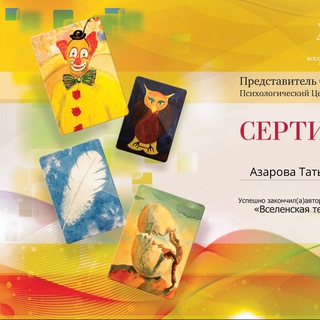 Представитель
Психологический Це
СЕРТИ
Азарова Тать
Успешно закончил(а)автор
«Вселенская те